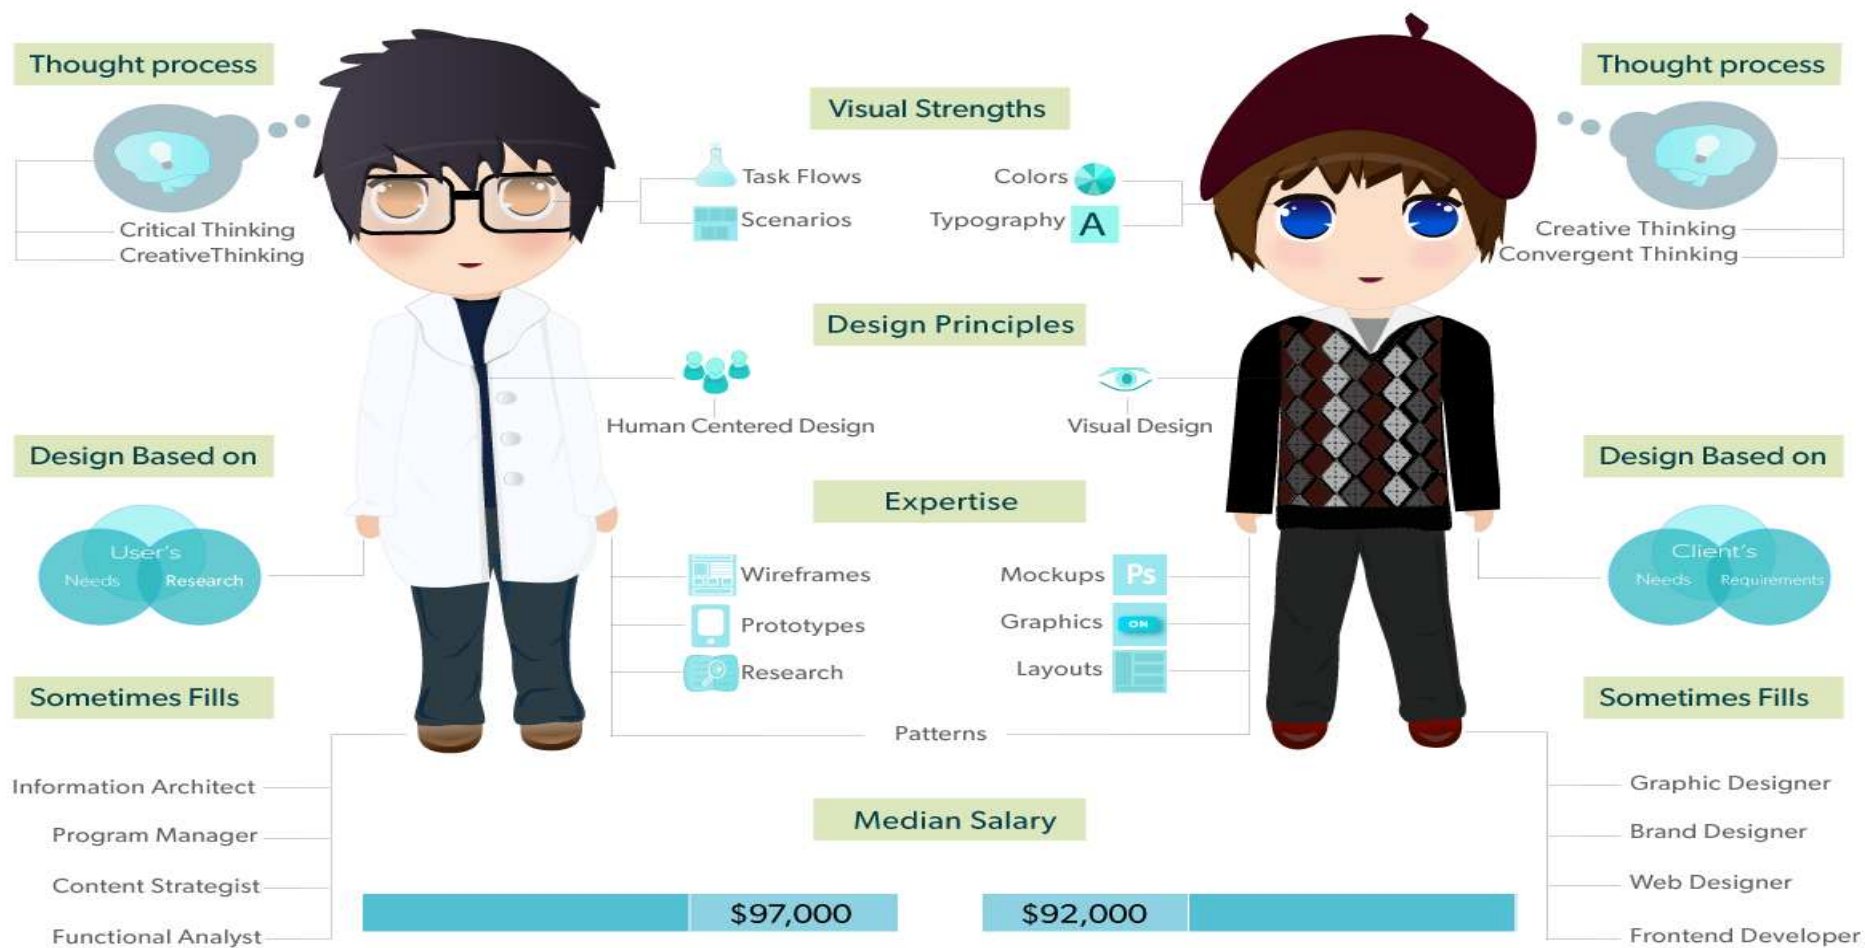 Thought process
Critical Thinking
CreativeThinking
Visual Strengths
Task Flows
Scenarios
Colors
Typography
A
Thought process
Creative Thinking
Convergent Thinking
Design Principles
Human Centered Design
Visual Design
Design Based on
User's
Needs
Research
Expertise
Wireframes
Prototypes
Research
Mockups
Ps
Graphics
ON
Layouts
Patterns
Design Based on
Client's
Needs
Requirements
Sometimes Fills
Information Architect
Program Manager
Content Strategist
Functional Analyst
Median Salary
$97,000
$92,000
Sometimes Fills
Graphic Designer
Brand Designer
Web Designer
Frontend Developer